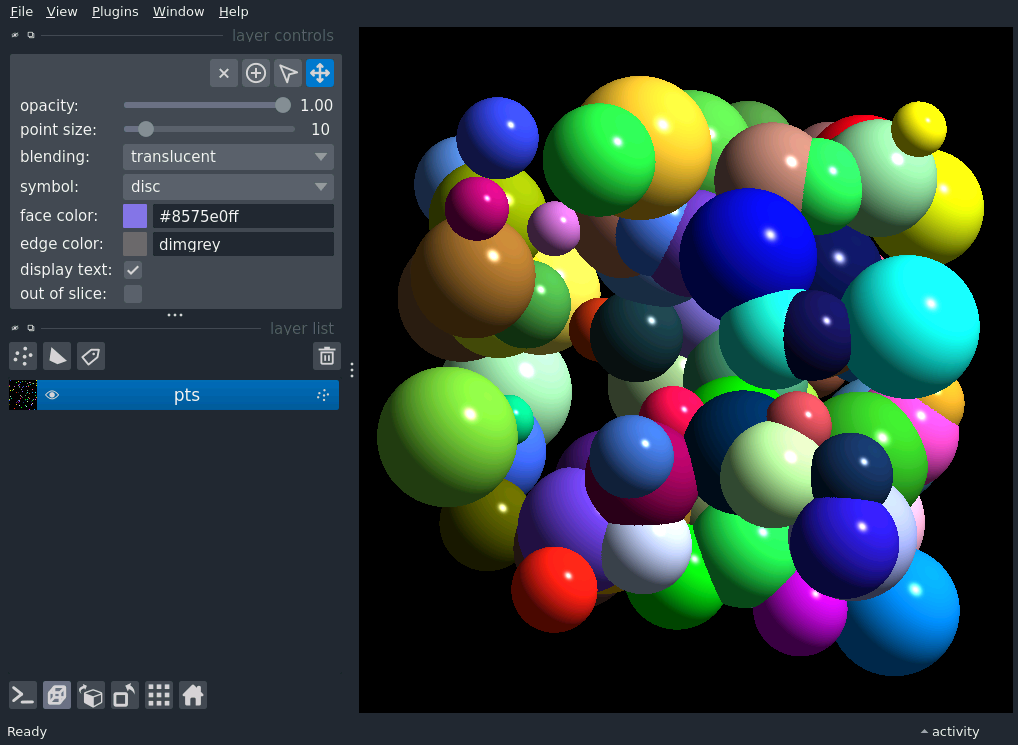 File View Plugins Window Help
layer controls
opacity: 1.00
point size: 10
blending: translucent
symbol: disc
face color: #8575e0ff
edge color: dimgrey
display text:
out of slice:
layer list
pts
Ready activity